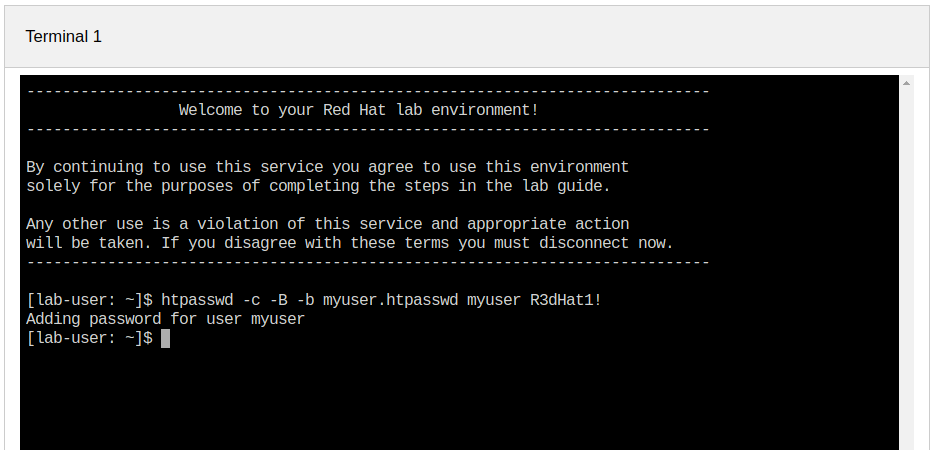 Terminal 1
----------------------------------------------------------------------------
Welcome to your Red Hat lab environment!
----------------------------------------------------------------------------
By continuing to use this service you agree to use this environment
solely for the purposes of completing the steps in the lab guide.
Any other use is a violation of this service and appropriate action
will be taken. If you disagree with these terms you must disconnect now.
----------------------------------------------------------------------------
[lab-user: ~]$ htpasswd -c -B -b myuser.htpasswd myuser R3dHat1!
Adding password for user myuser
[lab-user: ~]$